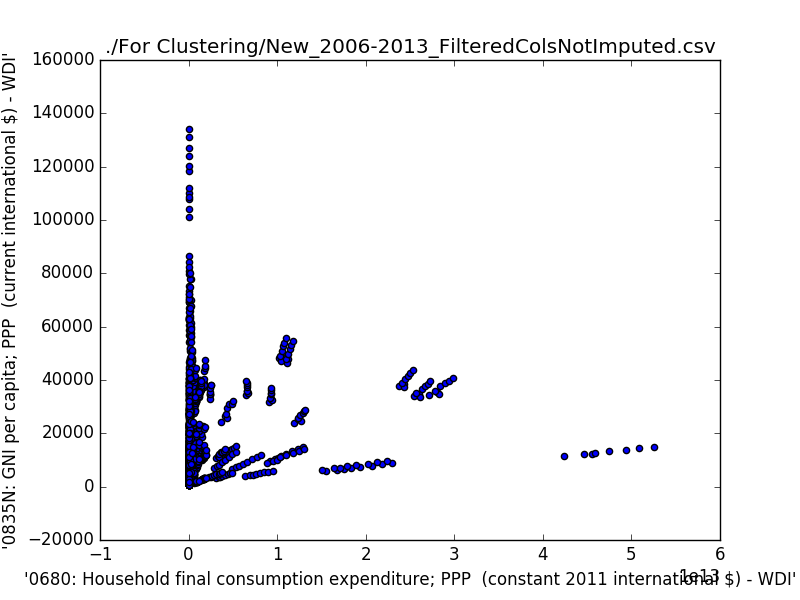 ./For Clustering/New_2006-2013_FilteredColsNotImputed.csv
160000
140000
120000
100000
80000
60000
40000
20000
0
−20000
'0835N: GNI per capita; PPP (current international $) - WDI'
−1 0 1 2 3 4 5 6
1e13
'0680: Household final consumption expenditure; PPP (constant 2011 international $) - WDI'